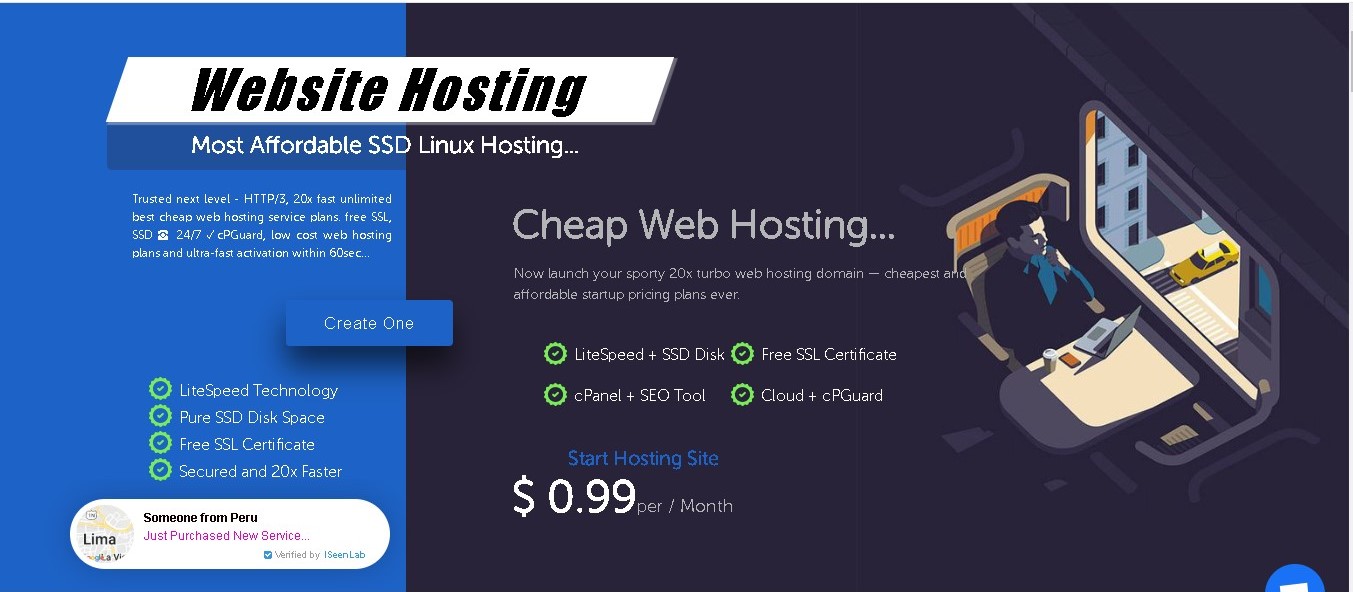 Website Hosting
Most Affordable SSD Linux Hosting...
Trusted next level - HTTP/3, 20x fast unlimited
best cheap web hosting service plans. free SSL,
SSD ☎ 24/7 ✓cPGuard, low cost web hosting
plans and ultra-fast activation within 60sec...
Create One
LiteSpeed Technology
Pure SSD Disk Space
Free SSL Certificate
Secured and 20x Faster
Lima
Someone from Peru
Just Purchased New Service...
Verified by ISeenLab
Cheap Web Hosting...
Now launch your sporty 20x turbo web hosting domain — cheapest and
affordable startup pricing plans ever.
LiteSpeed + SSD Disk Free SSL Certificate
cPanel + SEO Tool Cloud + cPGuard
Start Hosting Site
$ 0.99per / Month